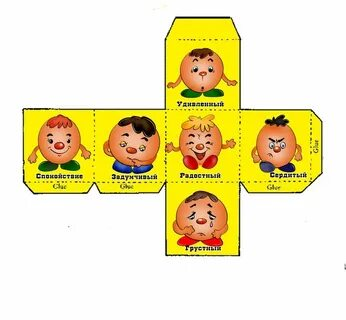 Удивленный
Спокойствие
Задумчивый
Радостный
Сердитый
Glue
Glue
Glue
Грустный